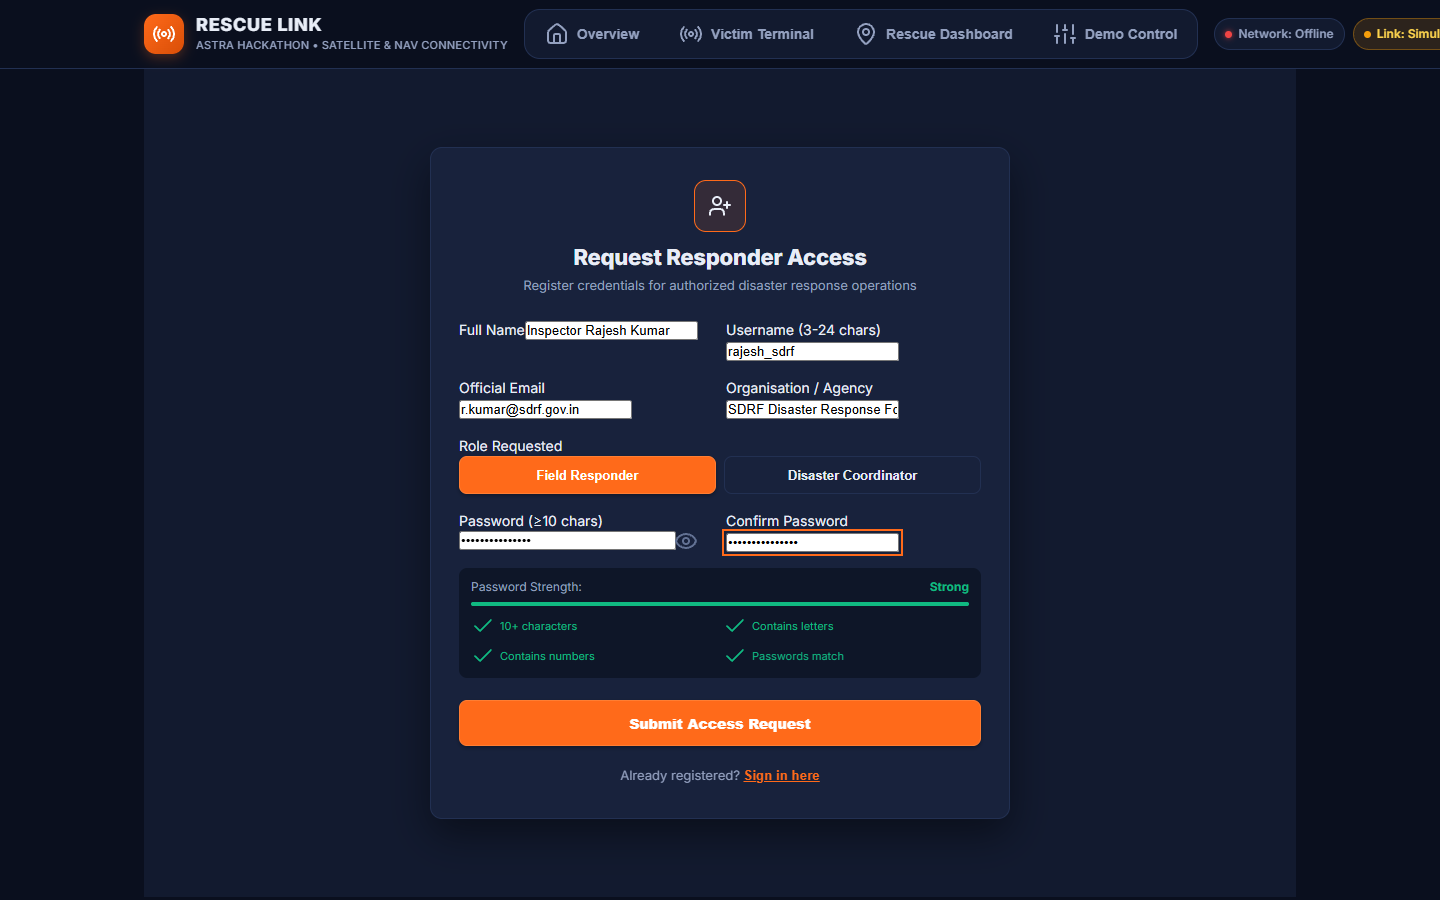 RESCUE LINK
ASTRA HACKATHON • SATELLITE & NAV CONNECTIVITY
Overview
Victim Terminal
Rescue Dashboard
Demo Control
Network: Offline
Link: Simul
Request Responder Access
Register credentials for authorized disaster response operations
Full Name Inspector Rajesh Kumar
Username (3-24 chars)
rajesh_sdrf
Official Email
r.kumar@sdrf.gov.in
Organisation / Agency
SDRF Disaster Response Fo
Role Requested
Field Responder
Disaster Coordinator
Password (≥10 chars)
•••••••••••••••
Confirm Password
•••••••••••••••
Password Strength:
Strong
10+ characters
Contains letters
Contains numbers
Passwords match
Submit Access Request
Already registered? Sign in here